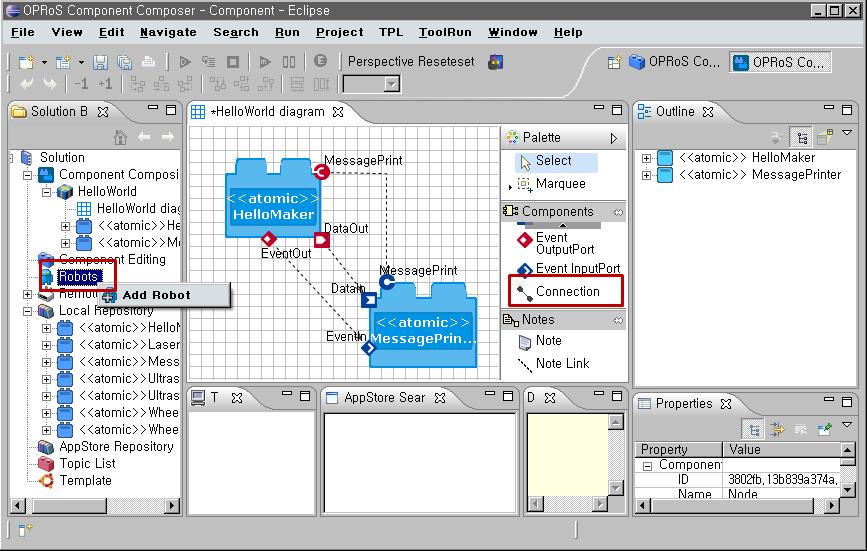 OPRoS Component Composer - Component - Eclipse
File View Edit Navigate Search Run Project TPL ToolRun Window Help
Perspective Reseteset
OPRoS Co...
OPRoS Co...
-1 +1
Solution B
*HelloWorld diagram
Outline
Solution
Component Composi
HelloWorld
HelloWorld diag
<<atomic>>He
<<atomic>>Me
Component Editing
Robots
Add Robot
Local Repository
<<atomic>>HelloM
<<atomic>>Laser
<<atomic>>Messa
<<atomic>>Ultras
<<atomic>>Ultras
<<atomic>>Whee
<<atomic>>Whee
AppStore Repository
Topic List
Template
MessagePrint
<<atomic>>
HelloMaker
DataOut
EventOut
MessagePrint
DataIn
<<atomic>>
MessagePrin...
EventIn
Palette
Select
Marquee
Components
Event
OutputPort
Event InputPort
Connection
Notes
Note
Note Link
<<atomic>> HelloMaker
<<atomic>> MessagePrinter
T
AppStore Sear
D
Properties
Property Value
Component
ID 3802fb,13b839a374a,
Name Node